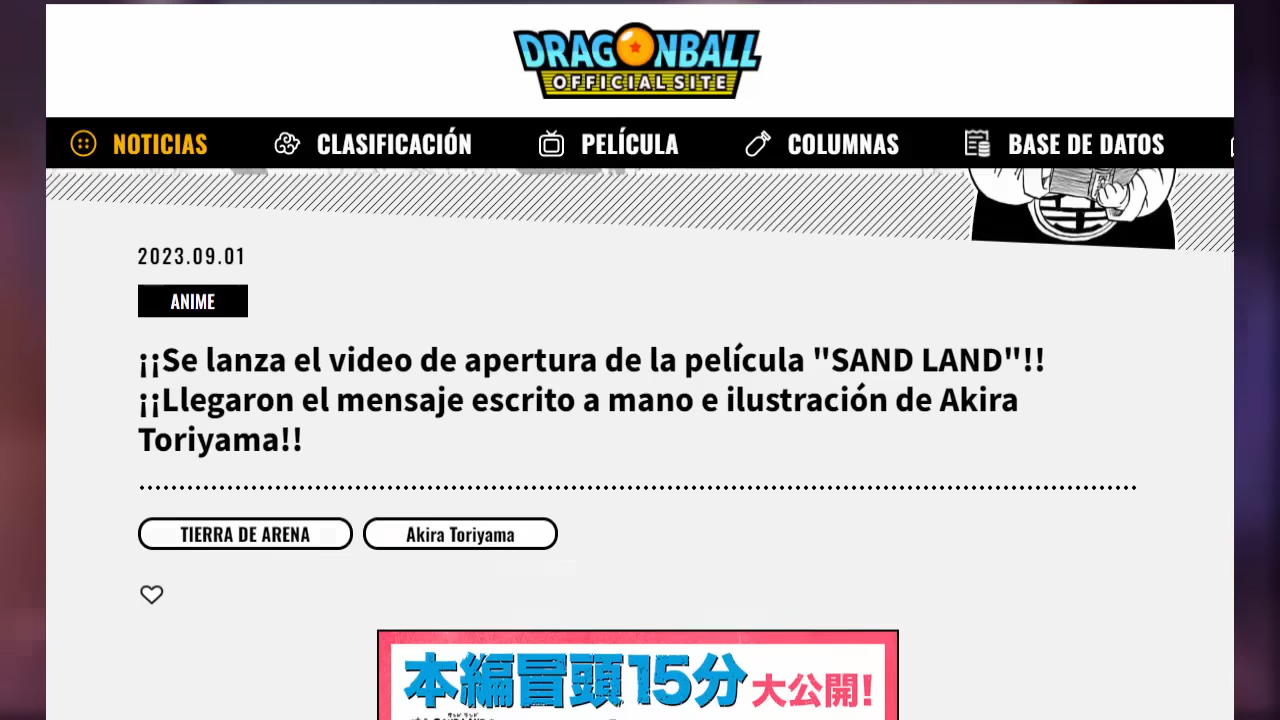 DRAGONBALL
OFFICIAL SITE
NOTICIAS
CLASIFICACIÓN
PELÍCULA
COLUMNAS
BASE DE DATOS
2023.09.01
ANIME
¡¡Se lanza el video de apertura de la película "SAND LAND"!!
¡¡Llegaron el mensaje escrito a mano e ilustración de Akira
Toriyama!!
TIERRA DE ARENA
Akira Toriyama
本編冒頭15分大公開!